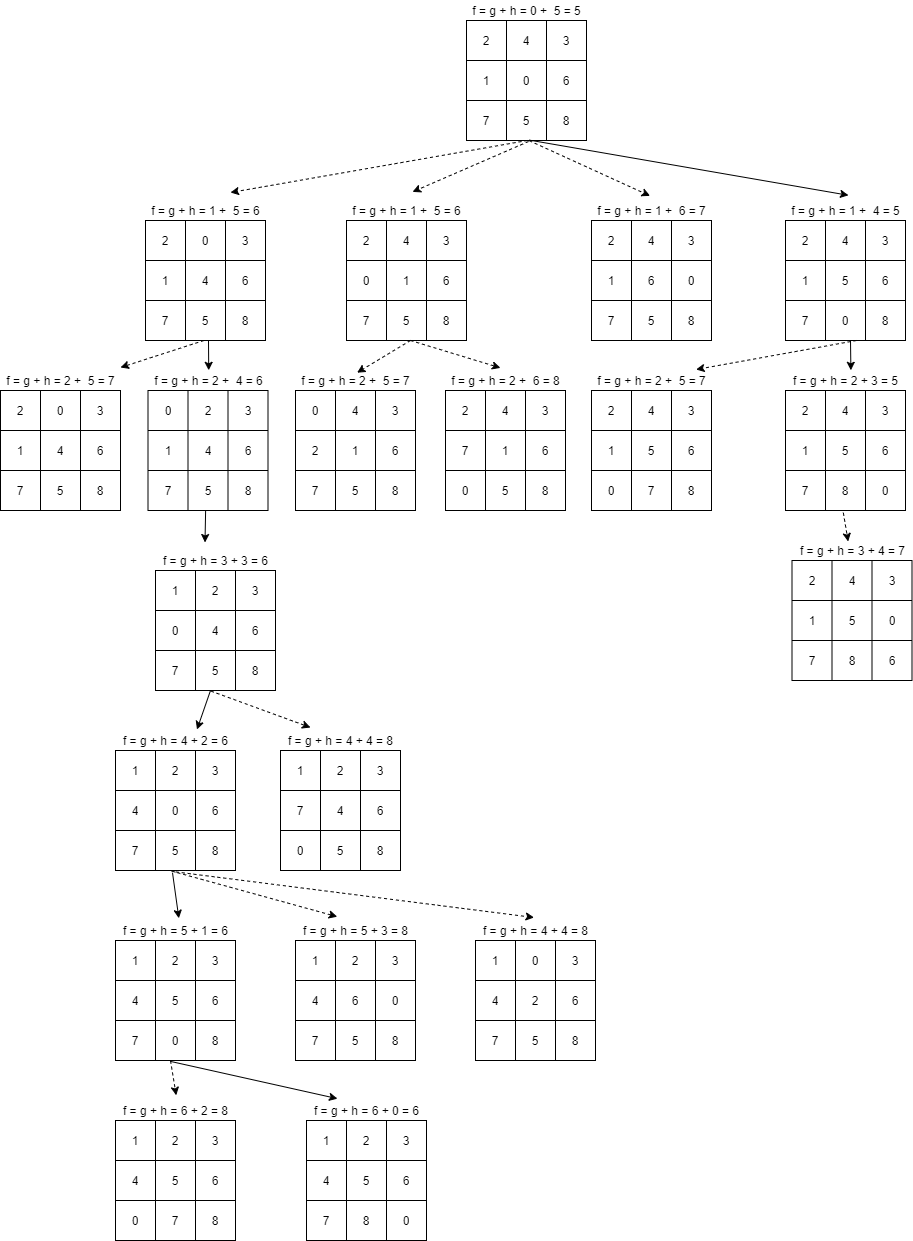 f = g + h = 0 + 5 = 5
2 4 3
1 0 6
7 5 8
f = g + h = 1 + 5 = 6
2 0 3
1 4 6
7 5 8
f = g + h = 1 + 5 = 6
2 4 3
0 1 6
7 5 8
f = g + h = 1 + 6 = 7
2 4 3
1 6 0
7 5 8
f = g + h = 1 + 4 = 5
2 4 3
1 5 6
7 0 8
f = g + h = 2 + 5 = 7
2 0 3
1 4 6
7 5 8
f = g + h = 2 + 4 = 6
0 2 3
1 4 6
7 5 8
f = g + h = 2 + 5 = 7
0 4 3
2 1 6
7 5 8
f = g + h = 2 + 6 = 8
2 4 3
7 1 6
0 5 8
f = g + h = 2 + 5 = 7
2 4 3
1 5 6
0 7 8
f = g + h = 2 + 3 = 5
2 4 3
1 5 6
7 8 0
f = g + h = 3 + 3 = 6
1 2 3
0 4 6
7 5 8
f = g + h = 3 + 4 = 7
2 4 3
1 5 0
7 8 6
f = g + h = 4 + 2 = 6
1 2 3
4 0 6
7 5 8
f = g + h = 4 + 4 = 8
1 2 3
7 4 6
0 5 8
f = g + h = 5 + 1 = 6
1 2 3
4 5 6
7 0 8
f = g + h = 5 + 3 = 8
1 2 3
4 6 0
7 5 8
f = g + h = 4 + 4 = 8
1 0 3
4 2 6
7 5 8
f = g + h = 6 + 2 = 8
1 2 3
4 5 6
0 7 8
f = g + h = 6 + 0 = 6
1 2 3
4 5 6
7 8 0